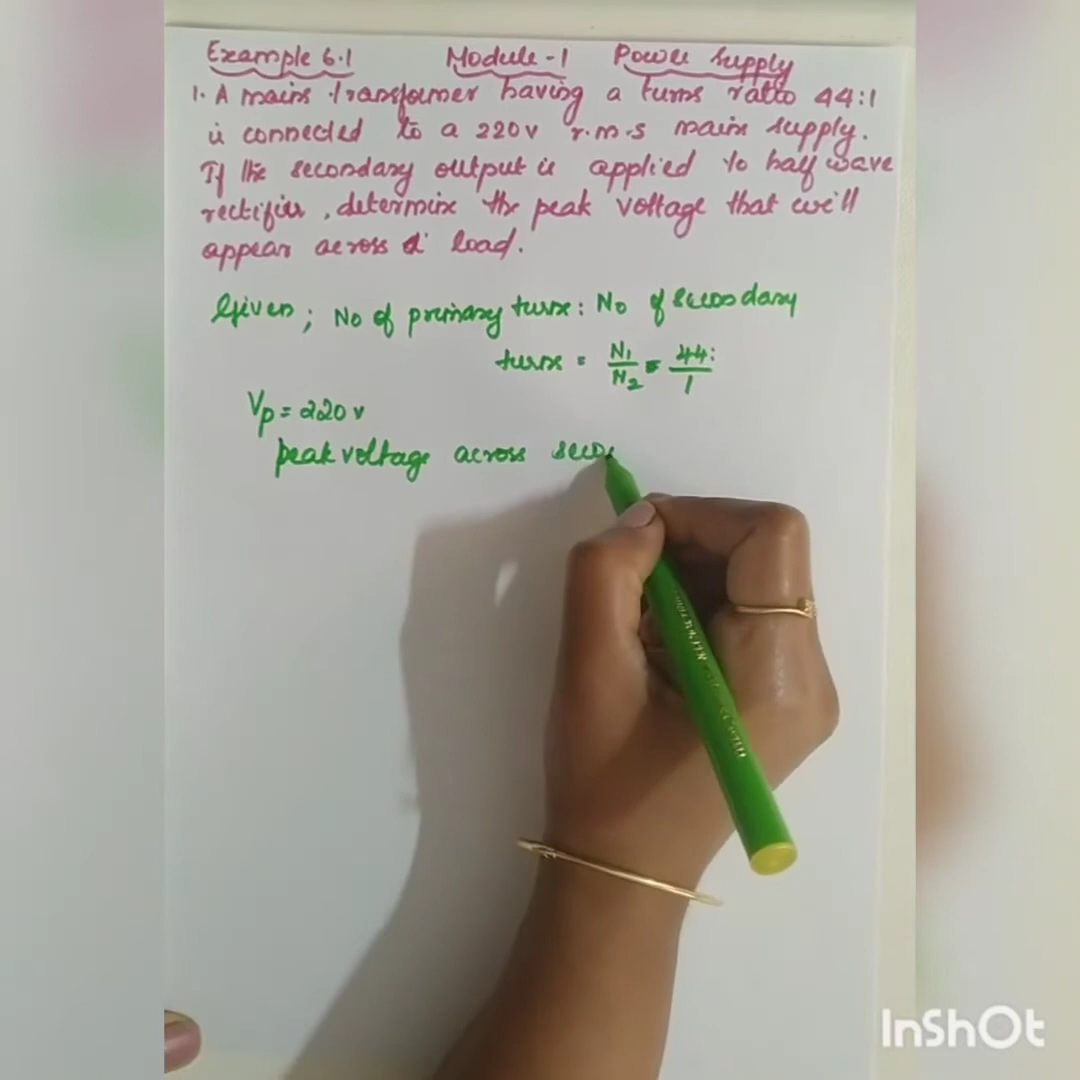 Example 6.1 Module-1 Power Supply
1. A mains transformer having a turns ratio 44:1
is connected to a 220v r.m.s mains supply.
If the secondary output is applied to half wave
rectifier, determine the peak voltage that will
appear across a load.
Given; No of primary turns: No of secondary
turns = N1/N2 = 44:/1
Vp = 220v
peak voltage across secon
InShOt